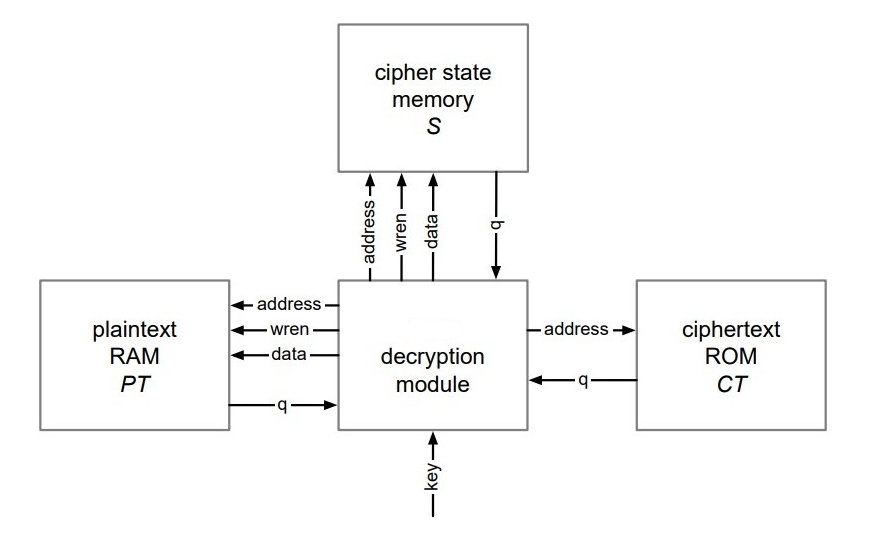 cipher state
memory
S
address
wren
data
q
plaintext
RAM
PT
address
wren
data
q
decryption
module
address
q
ciphertext
ROM
CT
key